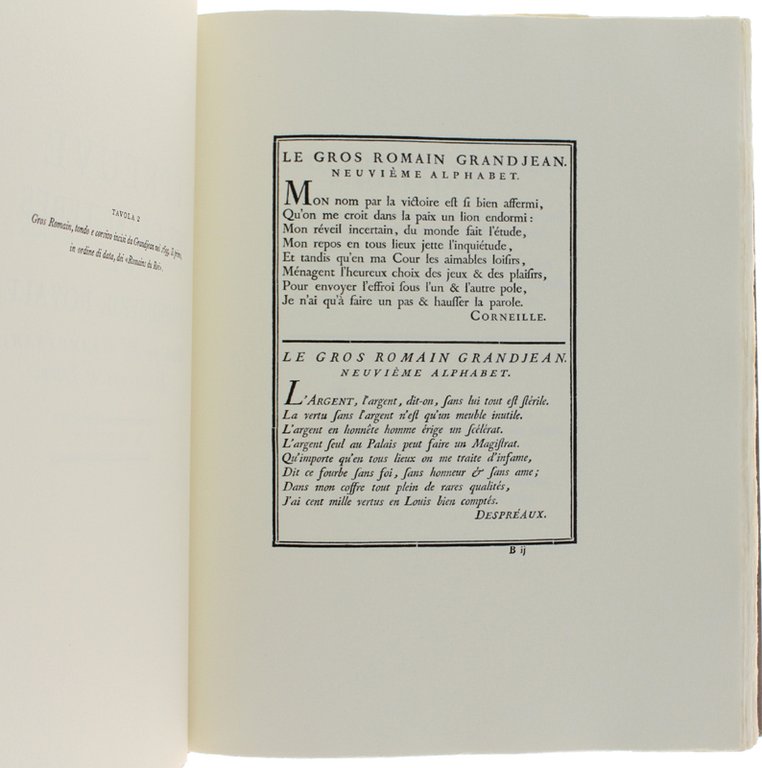 TAVOLA 2
Gros Romain, tondo e corsivo incisi da Grandjean nel 1693, il primo,
in ordine di data, dei «Romains du Roi».
LE GROS ROMAIN GRANDJEAN.
NEUVIÈME ALPHABET.
MON nom par la victoire eſt ſi bien affermi,
Qu'on me croit dans la paix un lion endormi :
Mon réveil incertain, du monde fait l'étude,
Mon repos en tous lieux jette l'inquiétude,
Et tandis qu'en ma Cour les aimables loiſirs,
Ménagent l'heureux choix des jeux & des plaiſirs,
Pour envoyer l'effroi ſous l'un & l'autre pole,
Je n'ai qu'à faire un pas & hauſſer la parole.
CORNEILLE.
LE GROS ROMAIN GRANDJEAN.
NEUVIÈME ALPHABET.
L'ARGENT, l'argent, dit-on, ſans lui tout eſt ſtérile.
La vertu ſans l'argent n'eſt qu'un meuble inutile.
L'argent en honnête homme érige un ſcélérat.
L'argent ſeul au Palais peut faire un Magiſtrat.
Qu'importe qu'en tous lieux on me traite d'infame,
Dit ce fourbe ſans foi, ſans honneur & ſans ame ;
Dans mon coffre tout plein de rares qualités,
J'ai cent mille vertus en Louis bien comptés.
DESPRÉAUX.
B ij